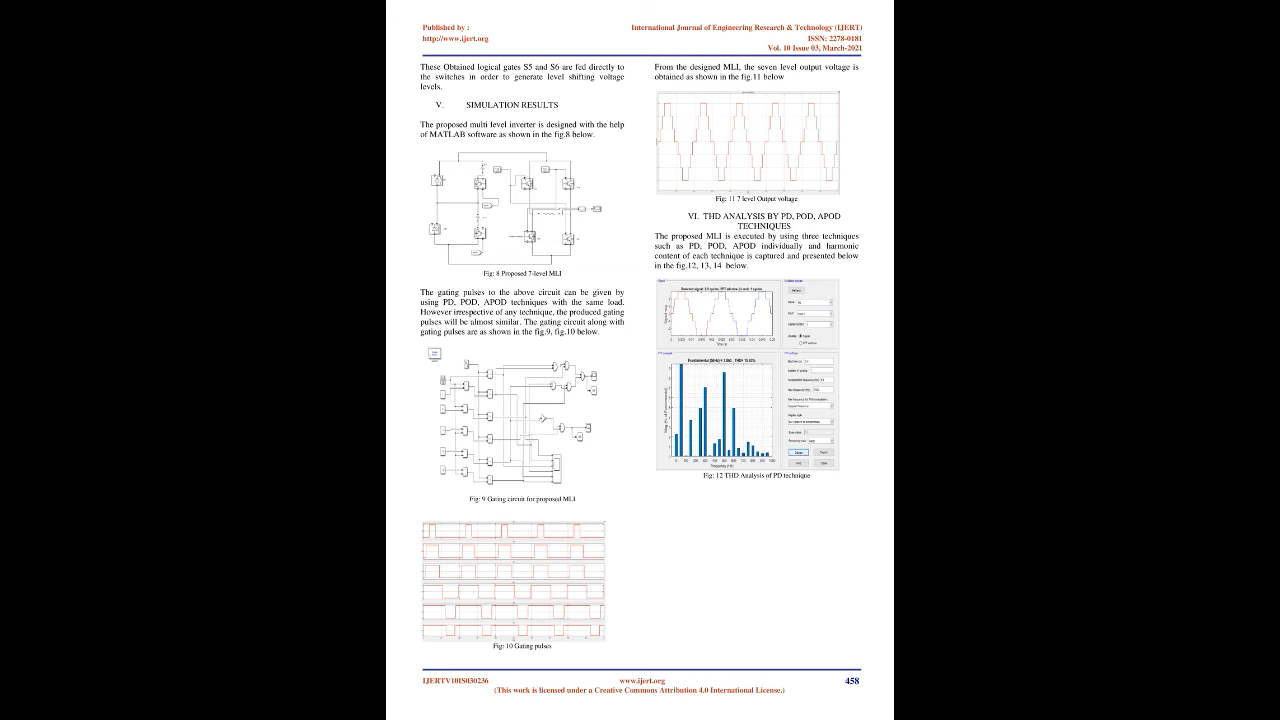 Published by :
http://www.ijert.org
International Journal of Engineering Research & Technology (IJERT)
ISSN: 2278-0181
Vol. 10 Issue 03, March-2021
These Obtained logical gates S5 and S6 are fed directly to
the switches in order to generate level shifting voltage
levels.
V. SIMULATION RESULTS
The proposed multi level inverter is designed with the help
of MATLAB software as shown in the fig.8 below.
Fig: 8 Proposed 7-level MLI
The gating pulses to the above circuit can be given by
using PD, POD, APOD techniques with the same load.
However irrespective of any technique, the produced gating
pulses will be almost similar. The gating circuit along with
gating pulses are as shown in the fig.9, fig.10 below.
Fig: 9 Gating circuit for proposed MLI
Fig: 10 Gating pulses
From the designed MLI, the seven level output voltage is
obtained as shown in the fig.11 below
Fig: 11 7 level Output voltage
VI. THD ANALYSIS BY PD, POD, APOD
TECHNIQUES
The proposed MLI is executed by using three techniques
such as PD, POD, APOD individually and harmonic
content of each technique is captured and presented below
in the fig.12, 13, 14 below.
Fig: 12 THD Analysis of PD technique
IJERTV10IS030236
www.ijert.org
458
(This work is licensed under a Creative Commons Attribution 4.0 International License.)